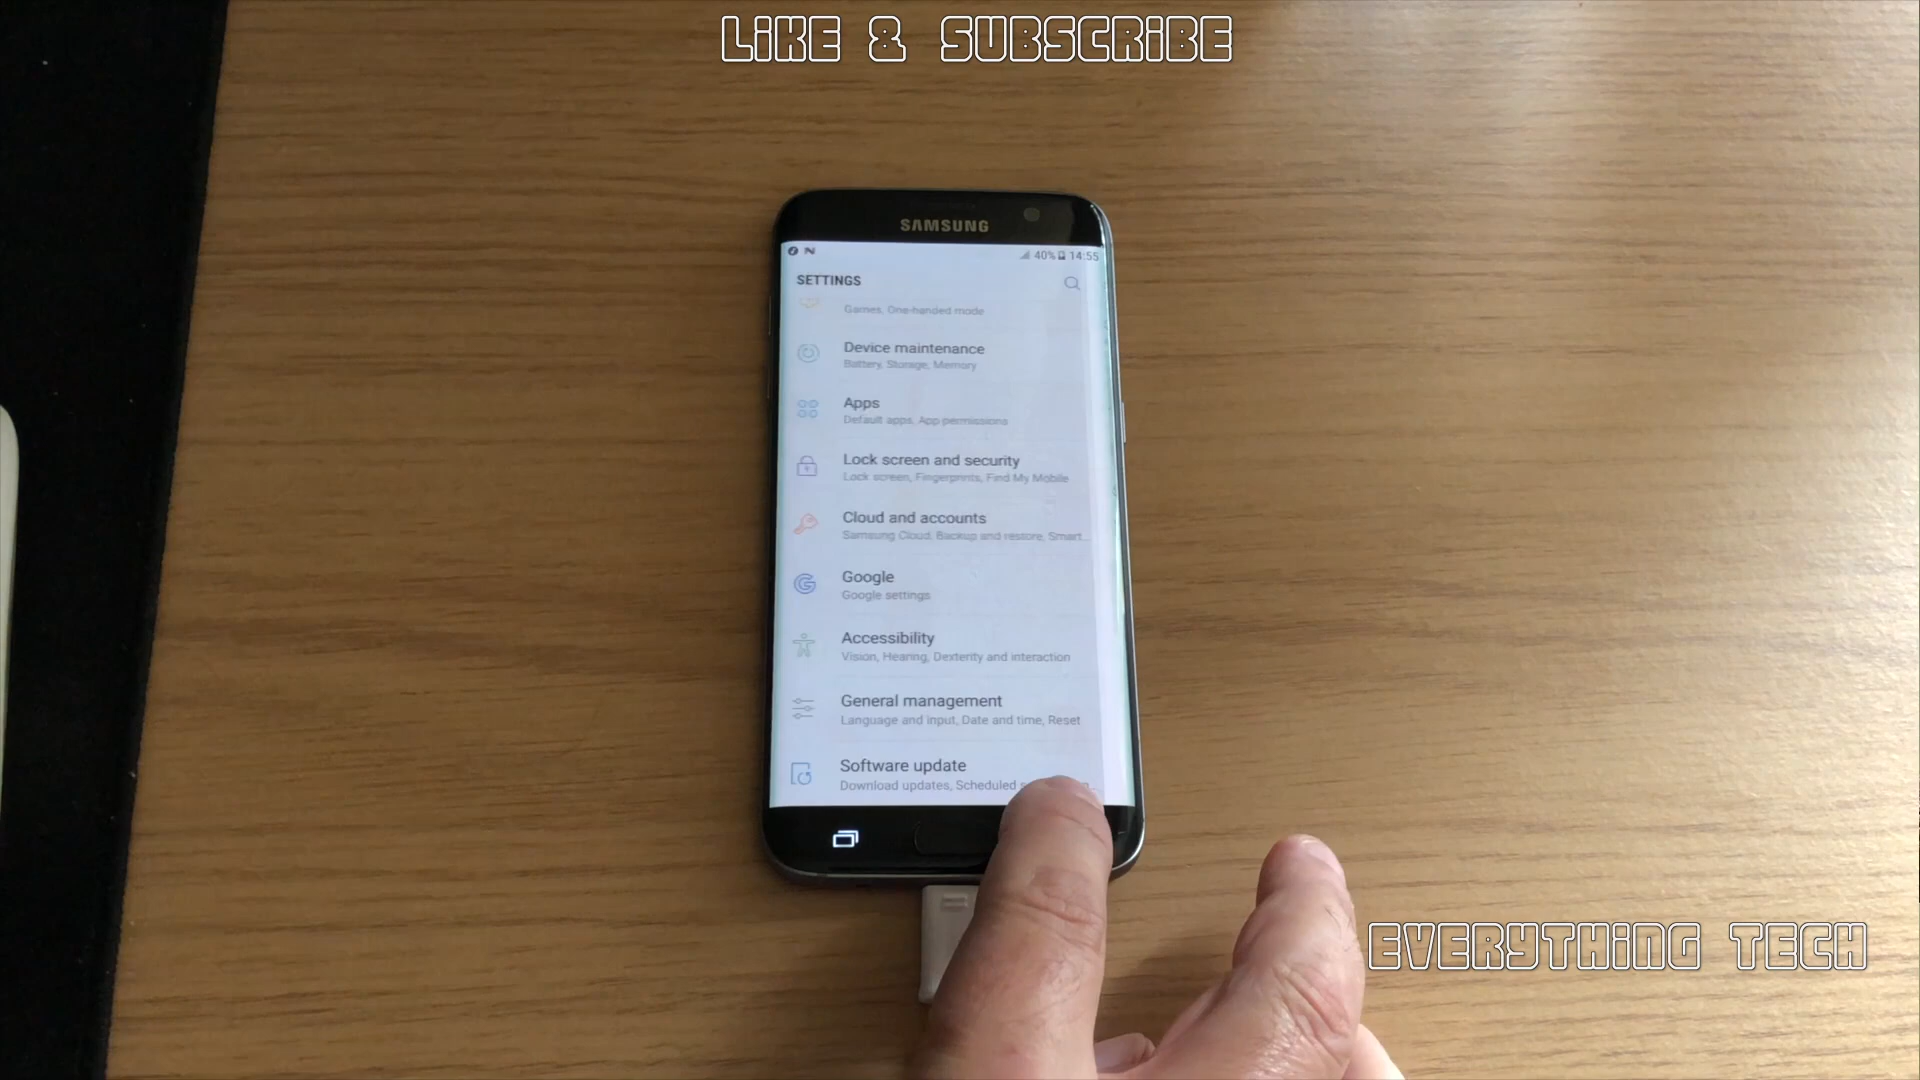 LIKE & SUBSCRIBE
SAMSUNG
40% 14:55
SETTINGS
Games, One-handed mode
Device maintenance
Battery, Storage, Memory
Apps
Default apps, App permissions
Lock screen and security
Lock screen, Fingerprints, Find My Mobile
Cloud and accounts
Samsung Cloud, Backup and restore, Smart...
Google
Google settings
Accessibility
Vision, Hearing, Dexterity and interaction
General management
Language and input, Date and time, Reset
Software update
Download updates, Scheduled
EVERYTHING TECH